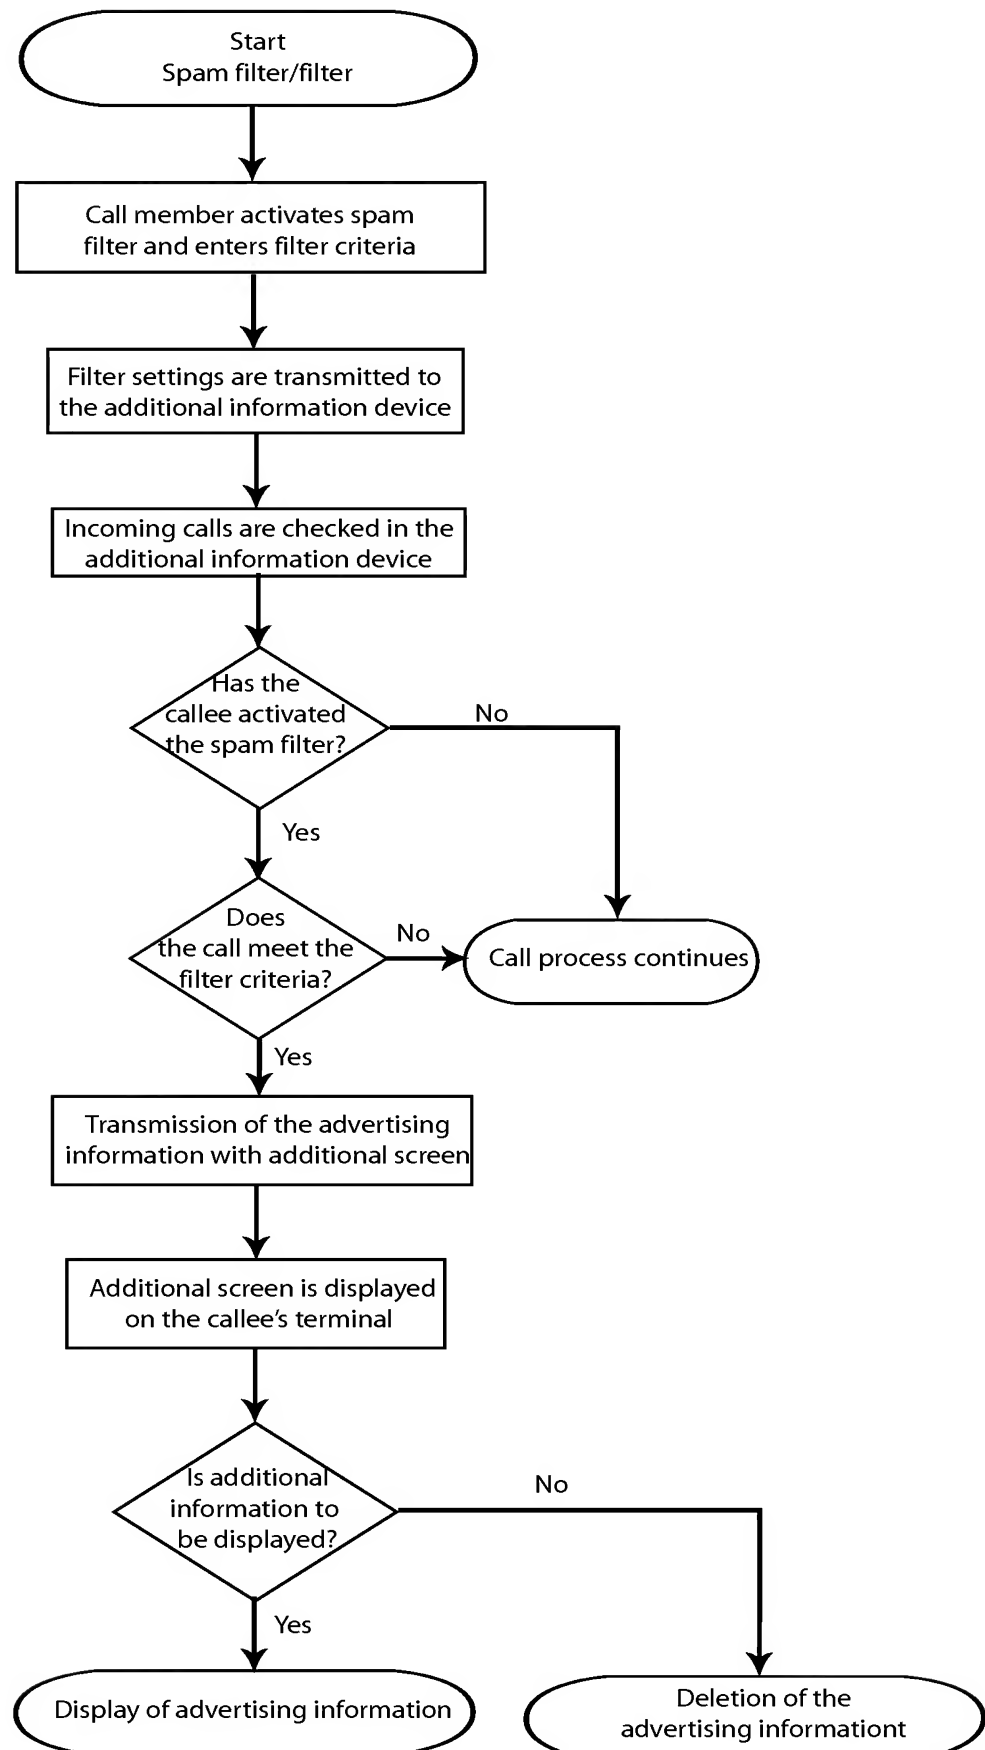 Start
Spam filter/filter
Call member activates spam
filter and enters filter criteria
Filter settings are transmitted to
the additional information device
Incoming calls are checked in the
additional information device
Has the
callee activated
the spam filter?
No
Yes
Does
the call meet the
filter criteria?
No
Call process continues
Yes
Transmission of the advertising
information with additional screen
Additional screen is displayed
on the callee's terminal
Is additional
information to
be displayed?
No
Yes
Display of advertising information
Deletion of the
advertising informationt